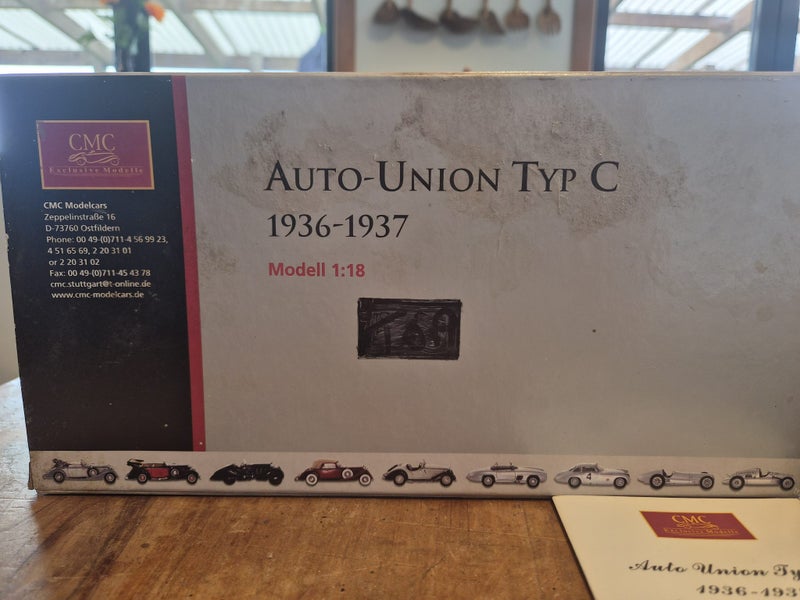 CMC
Exclusive Modelle
CMC Modelcars
Zeppelinstraße 16
D-73760 Ostfildern
Phone: 00 49-(0)711-4 56 99 23,
4 51 65 69, 2 20 31 01
or 2 20 31 02
Fax: 00 49-(0)711-45 43 78
cmc.stuttgart@t-online.de
www.cmc-modelcars.de
AUTO-UNION TYP C
1936-1937
Modell 1:18
4
CMC
Exclusive Modelle
Auto Union
1936-193